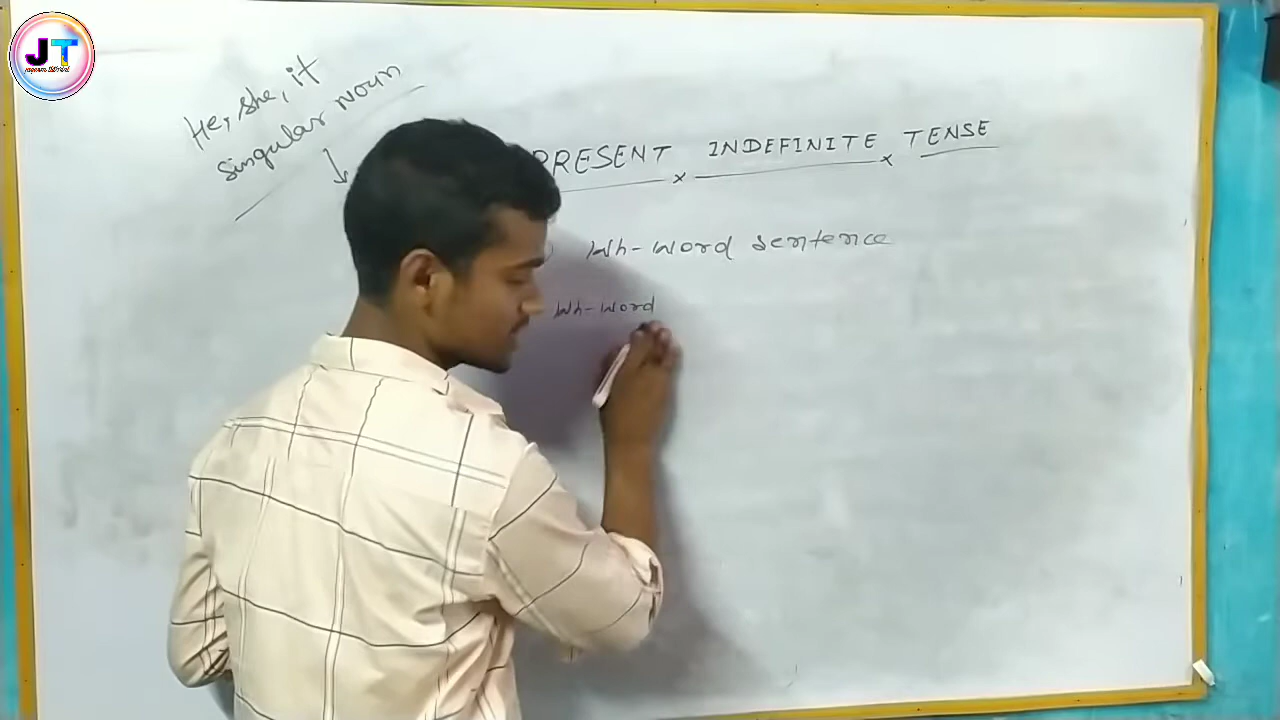 JT
He, she, it
singular noun
PRESENT INDEFINITE TENSE
Wh-word sentence
Wh-word